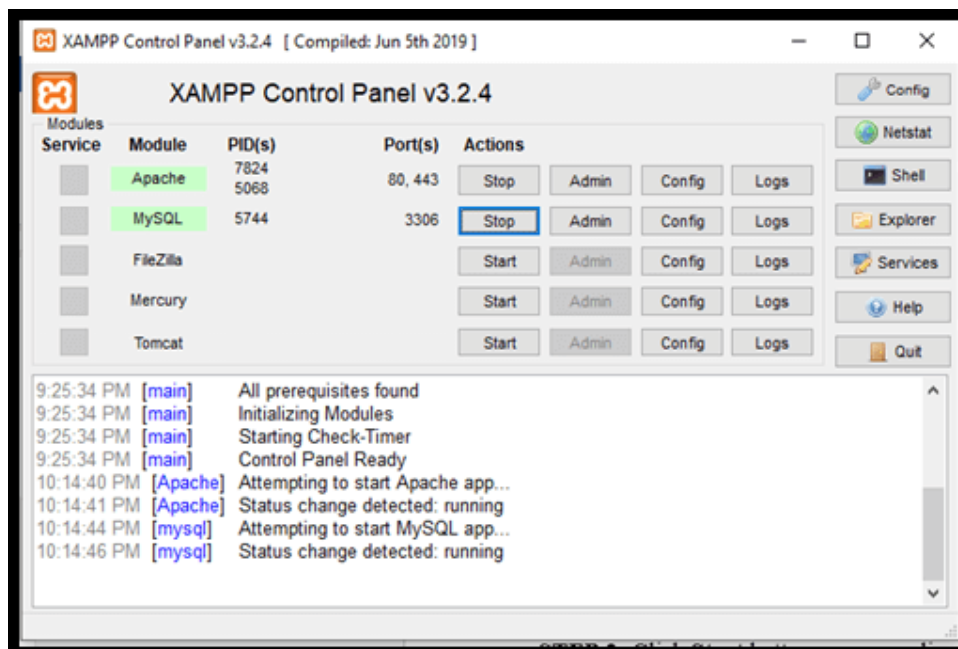 XAMPP Control Panel v3.2.4 [ Compiled: Jun 5th 2019 ]
XAMPP Control Panel v3.2.4
Config
Modules
Service Module PID(s) Port(s) Actions
Netstat
Apache 7824 5068 80, 443 Stop Admin Config Logs
Shell
MySQL 5744 3306 Stop Admin Config Logs
Explorer
FileZilla Start Admin Config Logs
Services
Mercury Start Admin Config Logs
Help
Tomcat Start Admin Config Logs
Quit
9:25:34 PM [main] All prerequisites found
9:25:34 PM [main] Initializing Modules
9:25:34 PM [main] Starting Check-Timer
9:25:34 PM [main] Control Panel Ready
10:14:40 PM [Apache] Attempting to start Apache app...
10:14:41 PM [Apache] Status change detected: running
10:14:44 PM [mysql] Attempting to start MySQL app...
10:14:46 PM [mysql] Status change detected: running